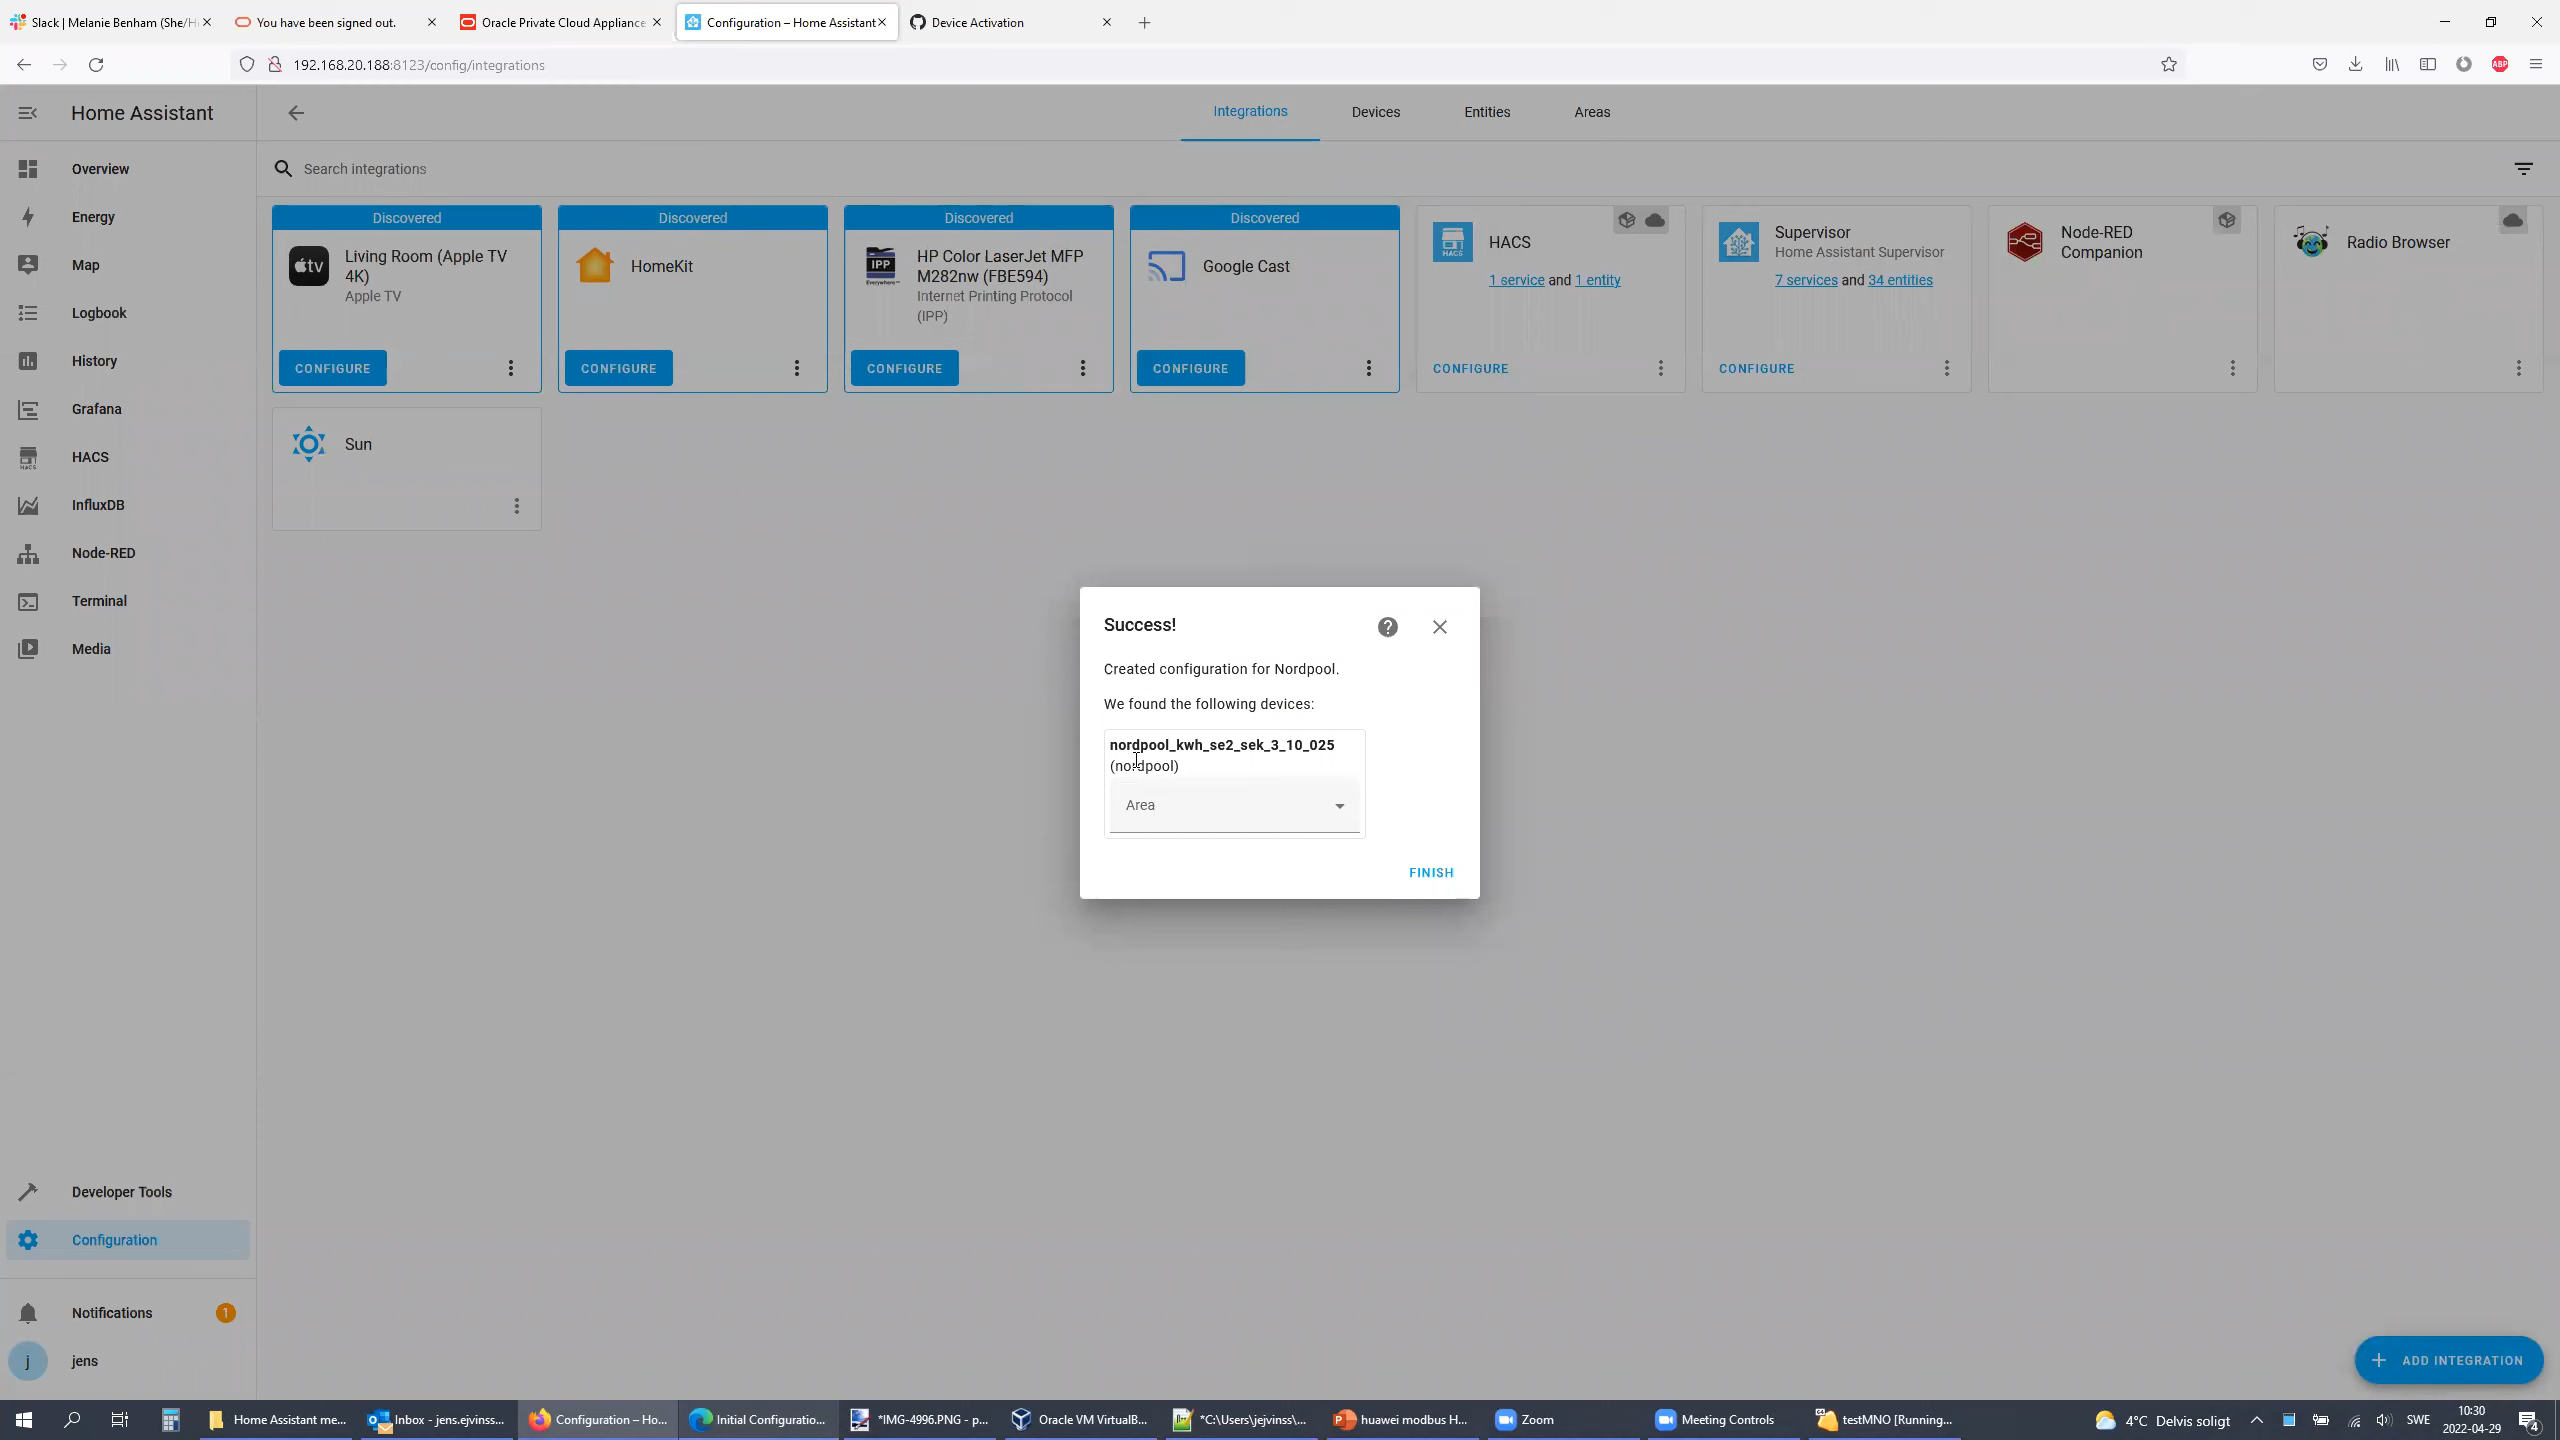 Slack | Melanie Benham (She/H
You have been signed out.
Oracle Private Cloud Appliance
Configuration – Home Assistant
Device Activation
192.168.20.188:8123/config/integrations
ABP
Home Assistant
Integrations
Devices
Entities
Areas
Search integrations
Overview
Energy
Map
Logbook
History
Grafana
HACS
InfluxDB
Node-RED
Terminal
Media
Developer Tools
Configuration
Notifications
1
j
jens
Discovered
tv
Living Room (Apple TV
4K)
Apple TV
CONFIGURE
Discovered
HomeKit
CONFIGURE
Discovered
IPP
HP Color LaserJet MFP
M282nw (FBE594)
Internet Printing Protocol
(IPP)
CONFIGURE
Discovered
Google Cast
CONFIGURE
HACS
HACS
1 service and 1 entity
CONFIGURE
Supervisor
Home Assistant Supervisor
7 services and 34 entities
CONFIGURE
Node-RED
Companion
Radio Browser
Sun
Success!
Created configuration for Nordpool.
We found the following devices:
nordpool_kwh_se2_sek_3_10_025
(nordpool)
Area
FINISH
ADD INTEGRATION
Home Assistant me...
Inbox - jens.ejvinss...
Configuration – Ho...
Initial Configuratio...
*IMG-4996.PNG - p...
Oracle VM VirtualB...
*C:\Users\jejvinss\...
huawei modbus H...
Zoom
Meeting Controls
testMNO [Running...
4°C Delvis soligt
SWE
10:30
2022-04-29
4